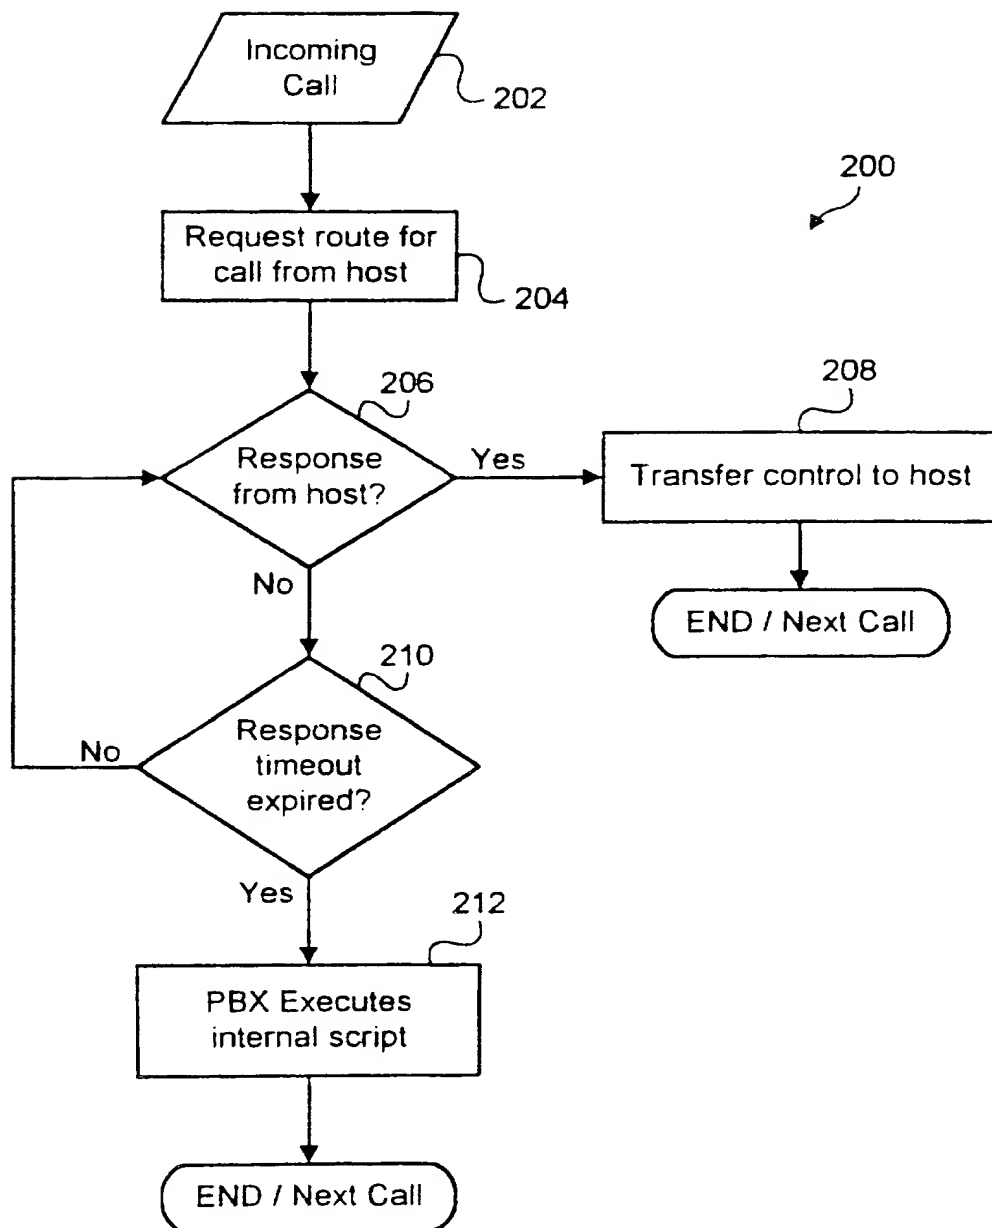 Incoming
Call
202
200
Request route for
call from host
204
206
208
Response
from host?
Yes
Transfer control to host
No
END / Next Call
210
Response
timeout
expired?
No
Yes
212
PBX Executes
internal script
END / Next Call